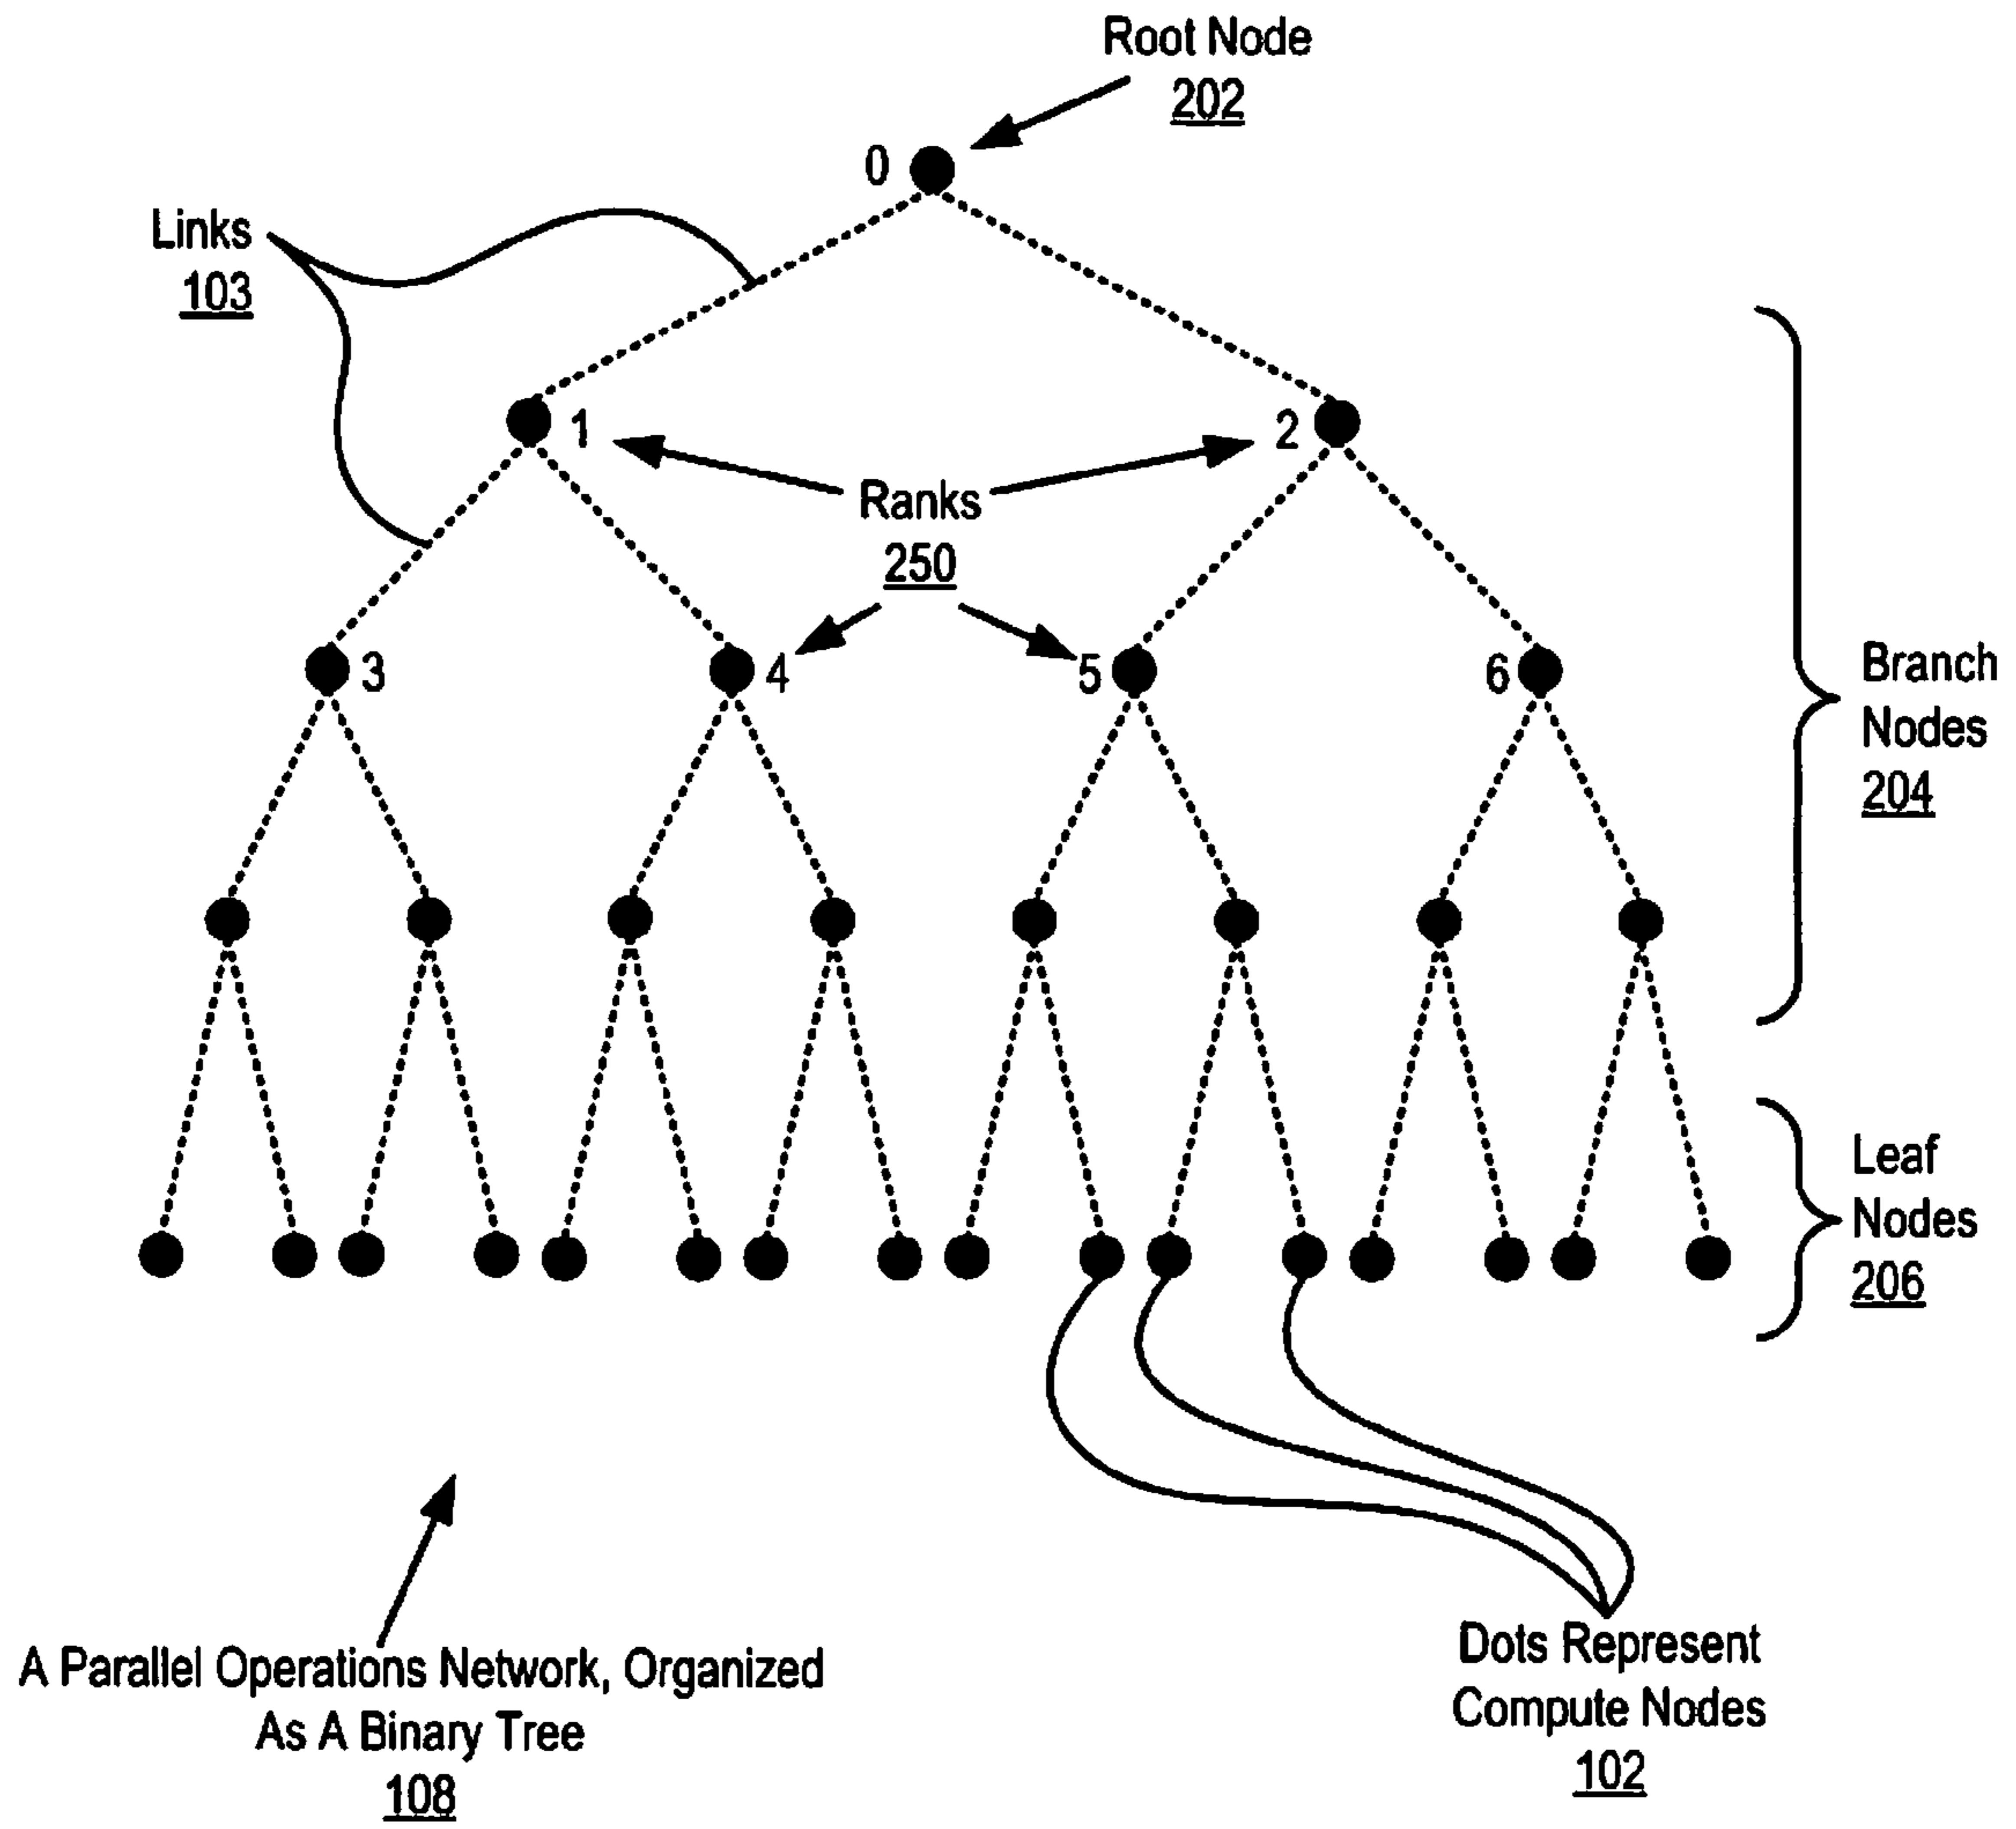 Root Node
202
0
Links
103
1
2
Ranks
250
3
4
5
6
Branch
Nodes
204
Leaf
Nodes
206
A Parallel Operations Network, Organized
As A Binary Tree
108
Dots Represent
Compute Nodes
102